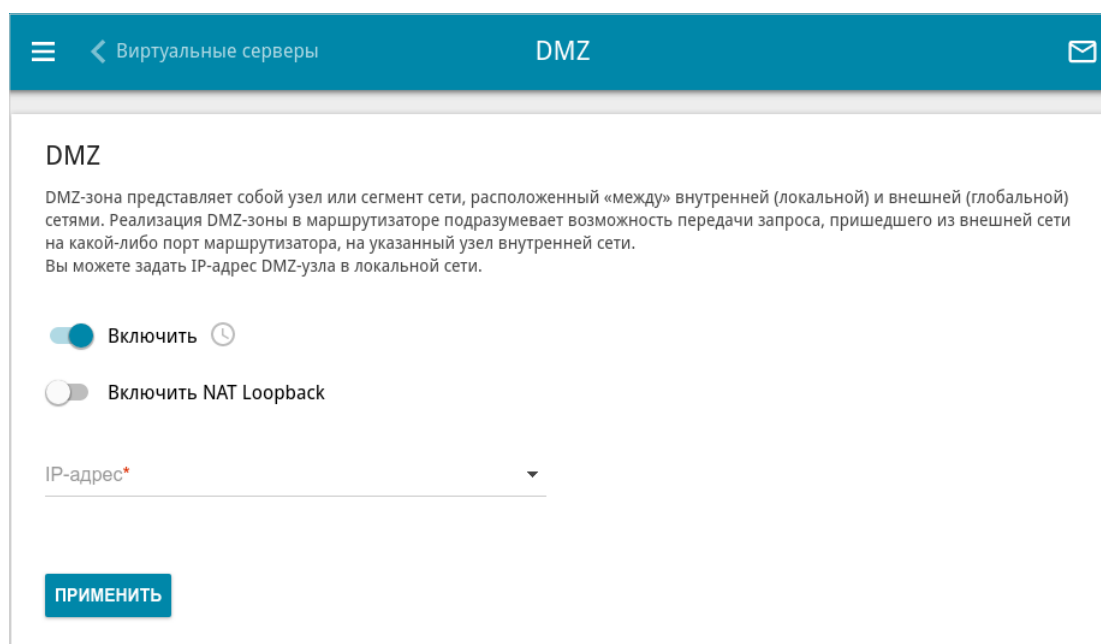 Виртуальные серверы
DMZ
DMZ
DMZ-зона представляет собой узел или сегмент сети, расположенный «между» внутренней (локальной) и внешней (глобальной)
сетями. Реализация DMZ-зоны в маршрутизаторе подразумевает возможность передачи запроса, пришедшего из внешней сети
на какой-либо порт маршрутизатора, на указанный узел внутренней сети.
Вы можете задать IP-адрес DMZ-узла в локальной сети.
Включить
Включить NAT Loopback
IP-адрес*
ПРИМЕНИТЬ